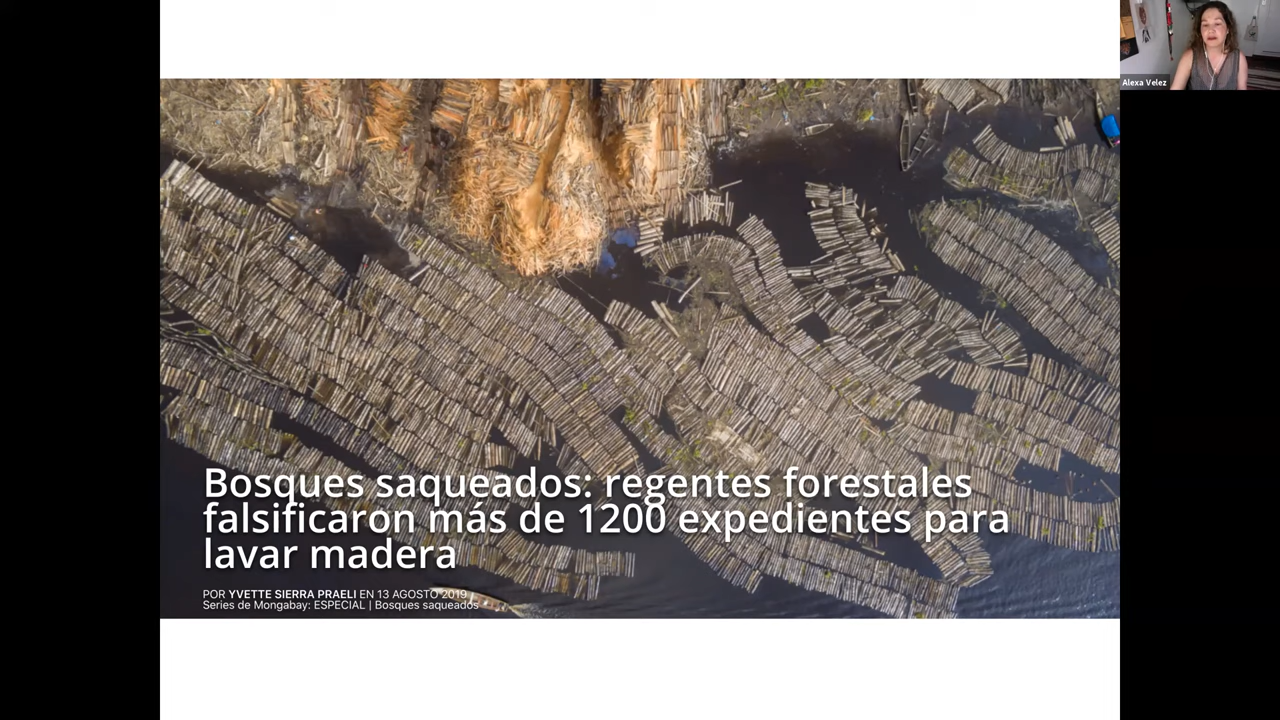 Alexa Velez
Bosques saqueados: regentes forestales
falsificaron más de 1200 expedientes para
lavar madera
POR YVETTE SIERRA PRAELI EN 13 AGOSTO 2019
Series de Mongabay: ESPECIAL | Bosques saqueados